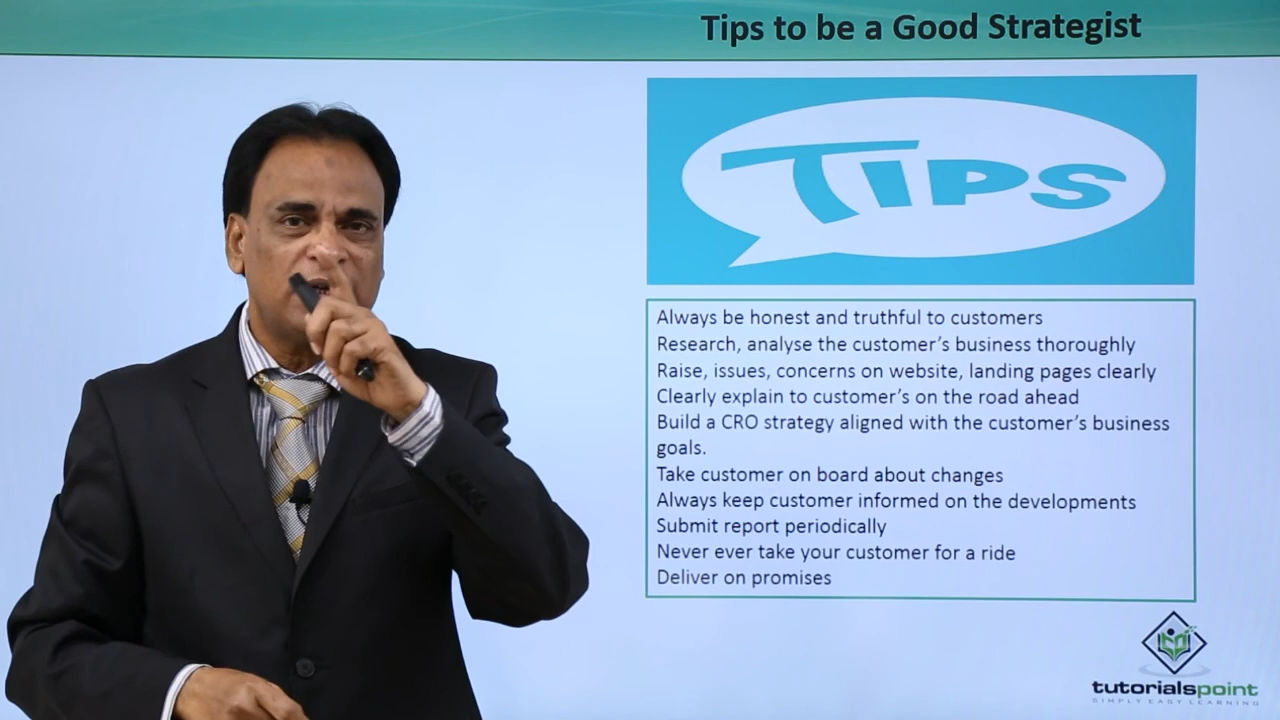 Tips to be a Good Strategist
TIPS
Always be honest and truthful to customers
Research, analyse the customer's business thoroughly
Raise, issues, concerns on website, landing pages clearly
Clearly explain to customer's on the road ahead
Build a CRO strategy aligned with the customer's business
goals.
Take customer on board about changes
Always keep customer informed on the developments
Submit report periodically
Never ever take your customer for a ride
Deliver on promises
tutorialspoint
SIMPLY EASY LEARNING